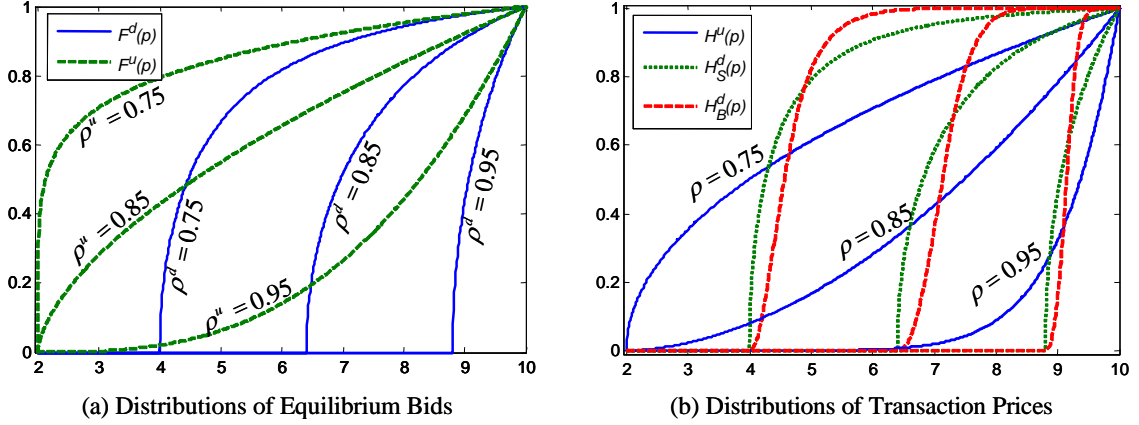 1
0.8
0.6
0.4
0.2
0
2 3 4 5 6 7 8 9 10
F^d(p)
F^u(p)
ρ^u = 0.75
ρ^u = 0.85
ρ^u = 0.95
ρ^d = 0.75
ρ^d = 0.85
ρ^d = 0.95
(a) Distributions of Equilibrium Bids
1
0.8
0.6
0.4
0.2
0
2 3 4 5 6 7 8 9 10
H^u(p)
H_S^d(p)
H_B^d(p)
ρ = 0.75
ρ = 0.85
ρ = 0.95
(b) Distributions of Transaction Prices